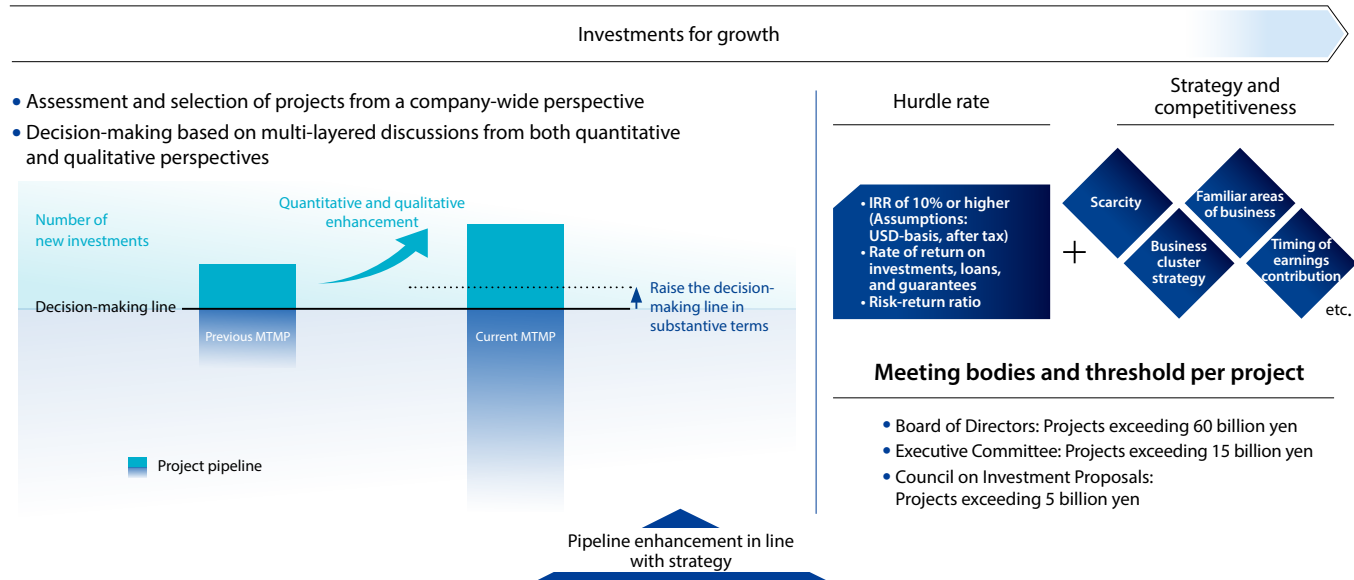 Investments for growth
• Assessment and selection of projects from a company-wide perspective
• Decision-making based on multi-layered discussions from both quantitative
and qualitative perspectives
Number of
new investments
Quantitative and qualitative
enhancement
Decision-making line
Previous MTMP
Current MTMP
Raise the decision-
making line in
substantive terms
Project pipeline
Pipeline enhancement in line
with strategy
Hurdle rate
• IRR of 10% or higher
(Assumptions:
USD-basis, after tax)
• Rate of return on
investments, loans,
and guarantees
• Risk-return ratio
+
Strategy and
competitiveness
Scarcity
Familiar areas
of business
Business
cluster
strategy
Timing of
earnings
contribution
etc.
Meeting bodies and threshold per project
• Board of Directors: Projects exceeding 60 billion yen
• Executive Committee: Projects exceeding 15 billion yen
• Council on Investment Proposals:
Projects exceeding 5 billion yen